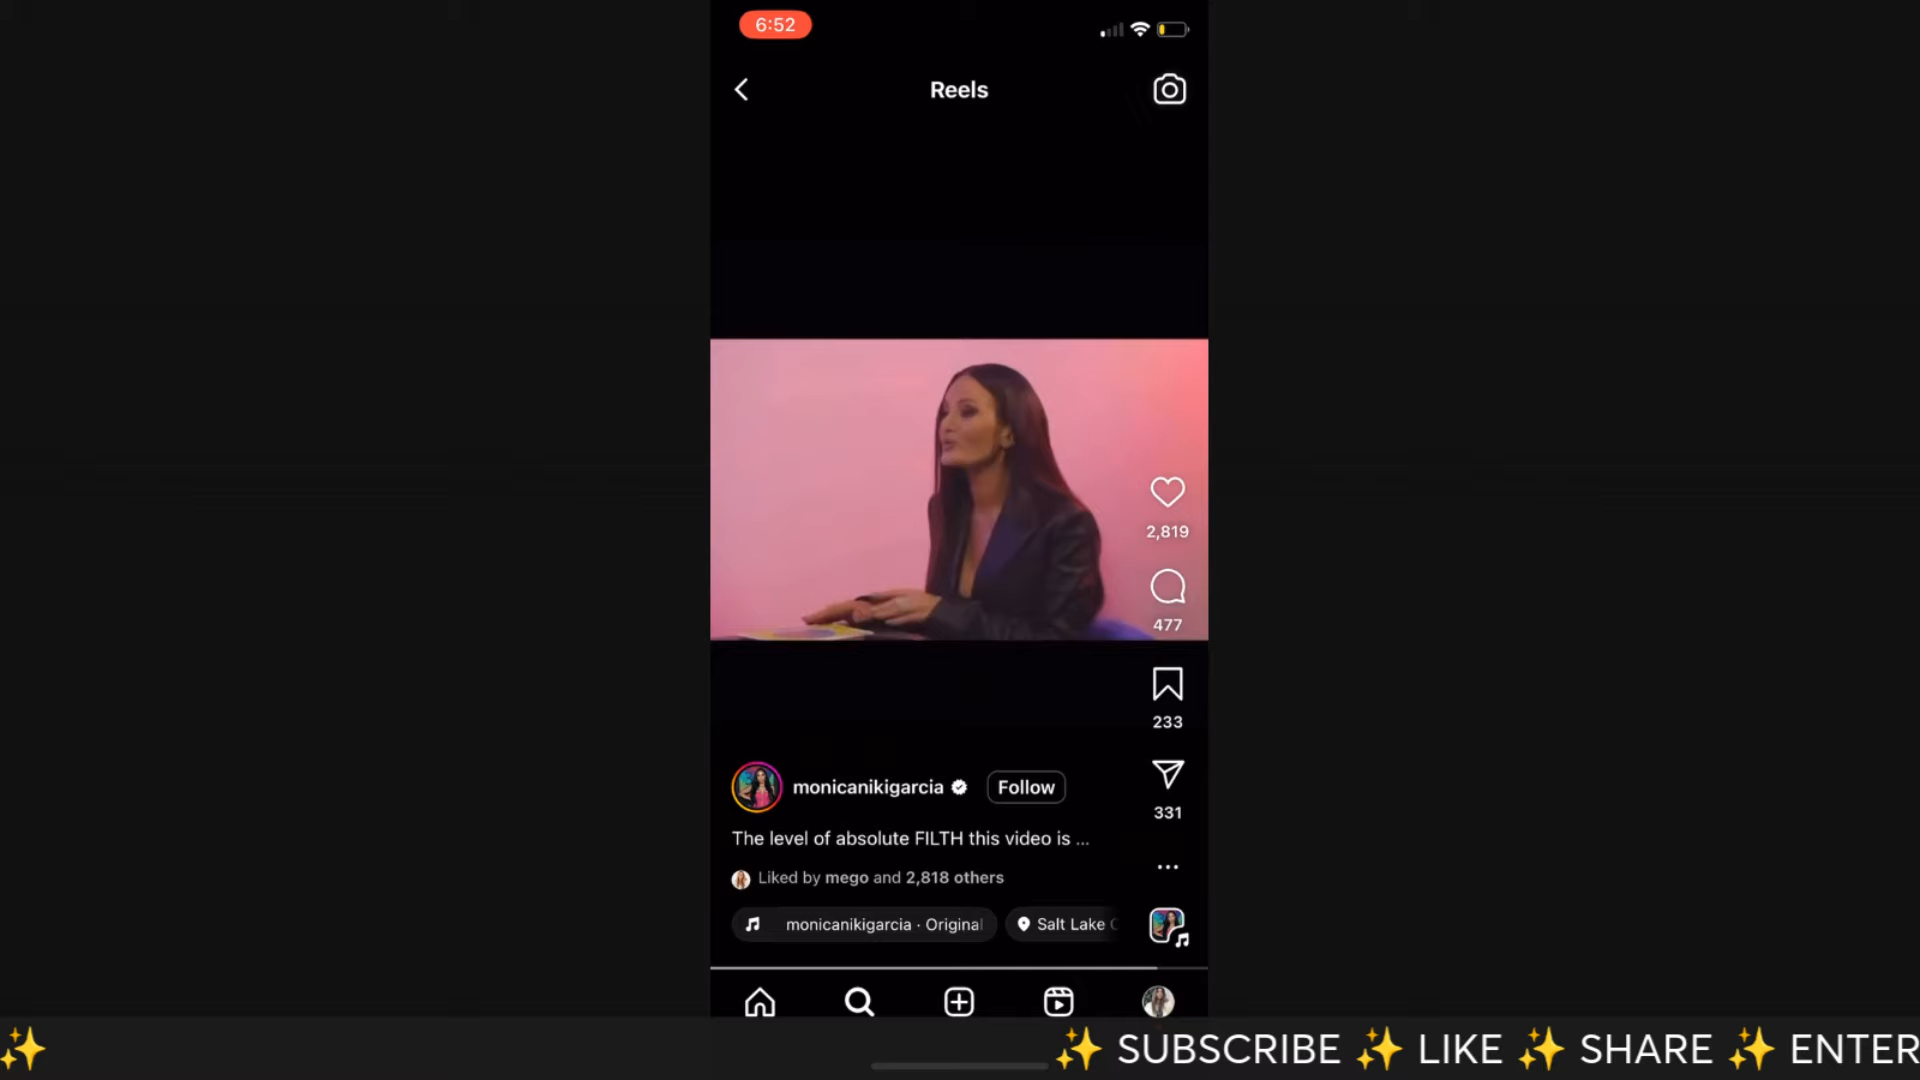 6:52
Reels
2,819
477
233
monicanikigarcia
Follow
331
The level of absolute FILTH this video is ...
Liked by mego and 2,818 others
monicanikigarcia · Original
Salt Lake
✨ ✨ SUBSCRIBE ✨ LIKE ✨ SHARE ✨ ENTER